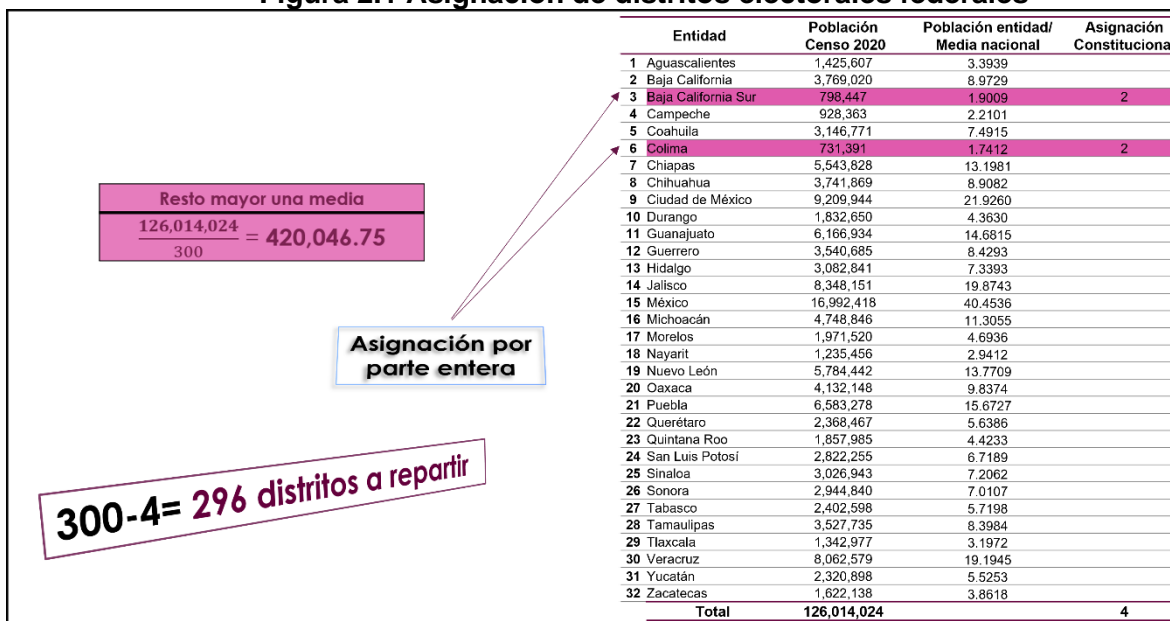 Figura 2.1 Asignación de distritos electorales federales
Resto mayor una media
126,014,024
300
= 420,046.75
Asignación por
parte entera
300-4= 296 distritos a repartir
Entidad Población Censo 2020 Población entidad/ Media nacional Asignación Constituciona
1 Aguascalientes 1,425,607 3.3939
2 Baja California 3,769,020 8.9729
3 Baja California Sur 798,447 1.9009 2
4 Campeche 928,363 2.2101
5 Coahuila 3,146,771 7.4915
6 Colima 731,391 1.7412 2
7 Chiapas 5,543,828 13.1981
8 Chihuahua 3,741,869 8.9082
9 Ciudad de México 9,209,944 21.9260
10 Durango 1,832,650 4.3630
11 Guanajuato 6,166,934 14.6815
12 Guerrero 3,540,685 8.4293
13 Hidalgo 3,082,841 7.3393
14 Jalisco 8,348,151 19.8743
15 México 16,992,418 40.4536
16 Michoacán 4,748,846 11.3055
17 Morelos 1,971,520 4.6936
18 Nayarit 1,235,456 2.9412
19 Nuevo León 5,784,442 13.7709
20 Oaxaca 4,132,148 9.8374
21 Puebla 6,583,278 15.6727
22 Querétaro 2,368,467 5.6386
23 Quintana Roo 1,857,985 4.4233
24 San Luis Potosí 2,822,255 6.7189
25 Sinaloa 3,026,943 7.2062
26 Sonora 2,944,840 7.0107
27 Tabasco 2,402,598 5.7198
28 Tamaulipas 3,527,735 8.3984
29 Tlaxcala 1,342,977 3.1972
30 Veracruz 8,062,579 19.1945
31 Yucatán 2,320,898 5.5253
32 Zacatecas 1,622,138 3.8618
Total 126,014,024 4